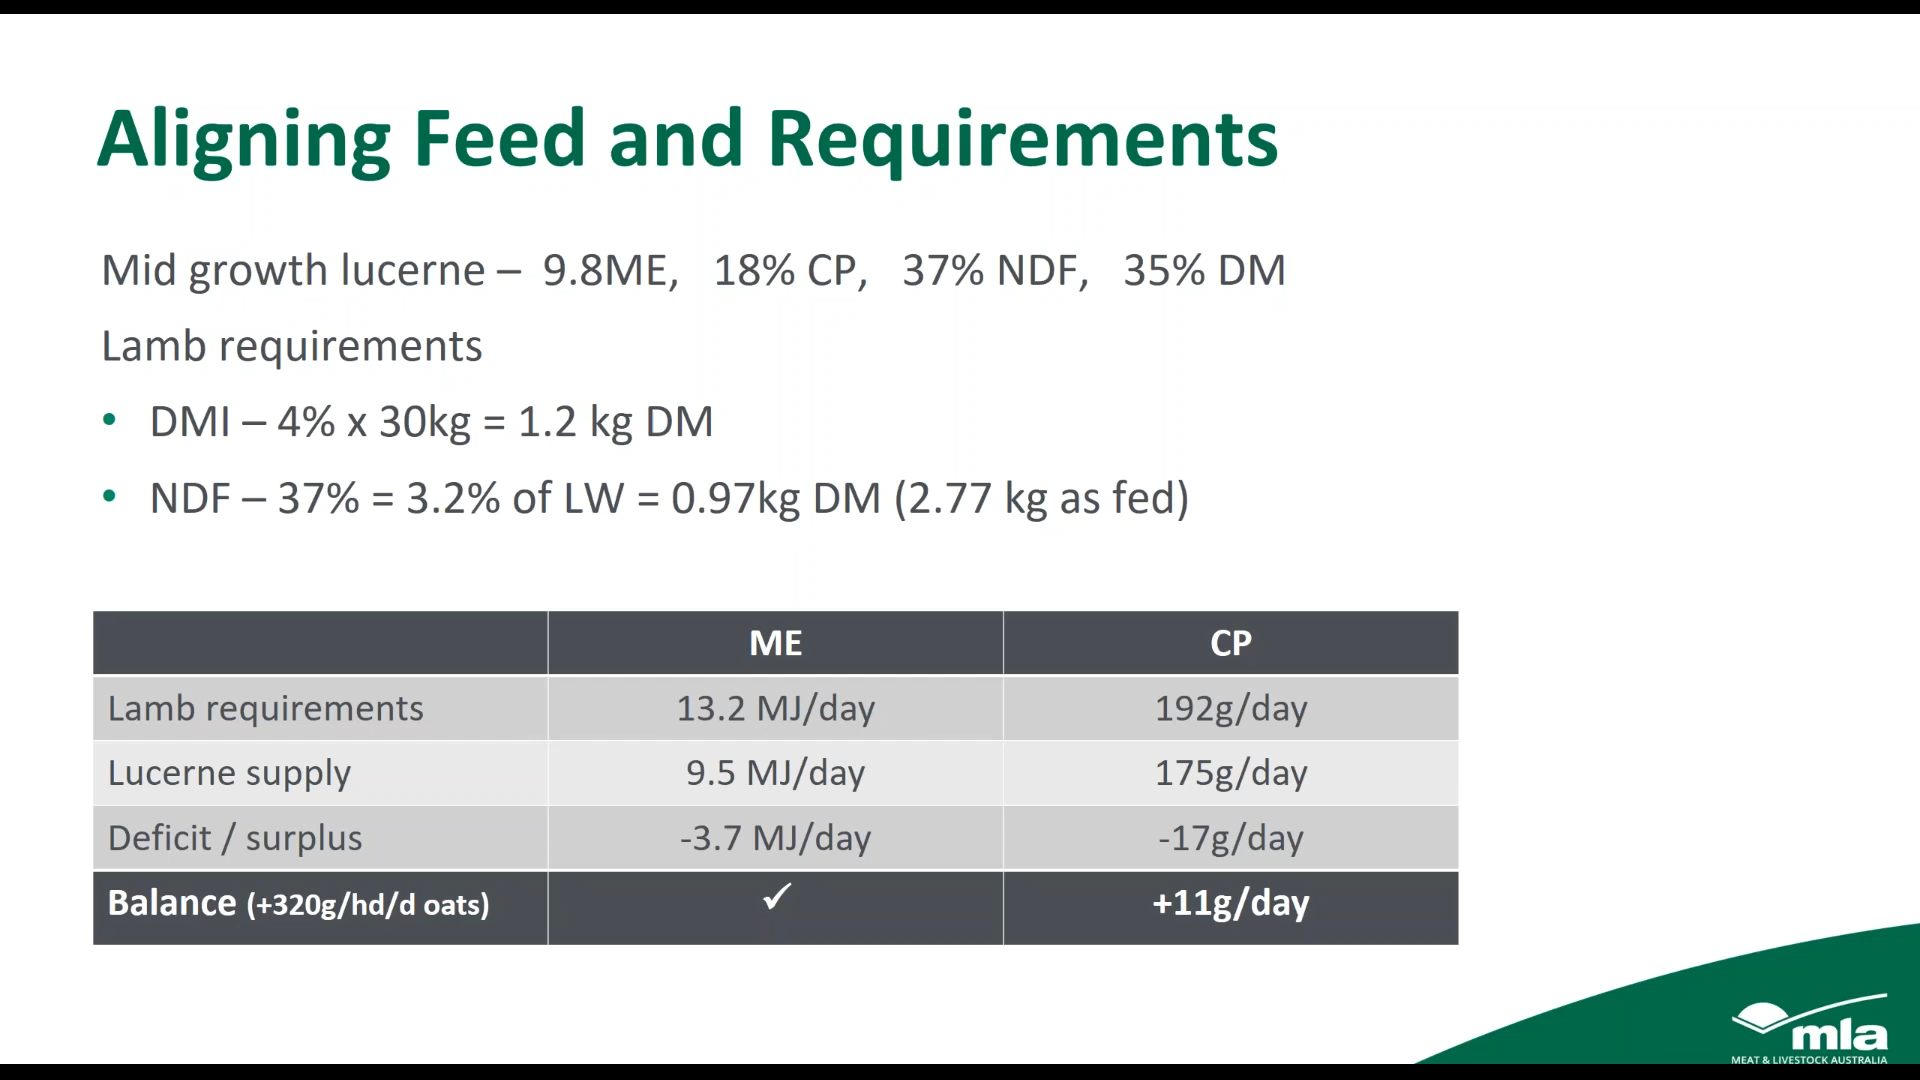 Aligning Feed and Requirements
Mid growth lucerne – 9.8ME, 18% CP, 37% NDF, 35% DM
Lamb requirements
• DMI – 4% x 30kg = 1.2 kg DM
• NDF – 37% = 3.2% of LW = 0.97kg DM (2.77 kg as fed)
ME CP
Lamb requirements 13.2 MJ/day 192g/day
Lucerne supply 9.5 MJ/day 175g/day
Deficit / surplus -3.7 MJ/day -17g/day
Balance (+320g/hd/d oats) ✓ +11g/day
mla
MEAT & LIVESTOCK AUSTRALIA